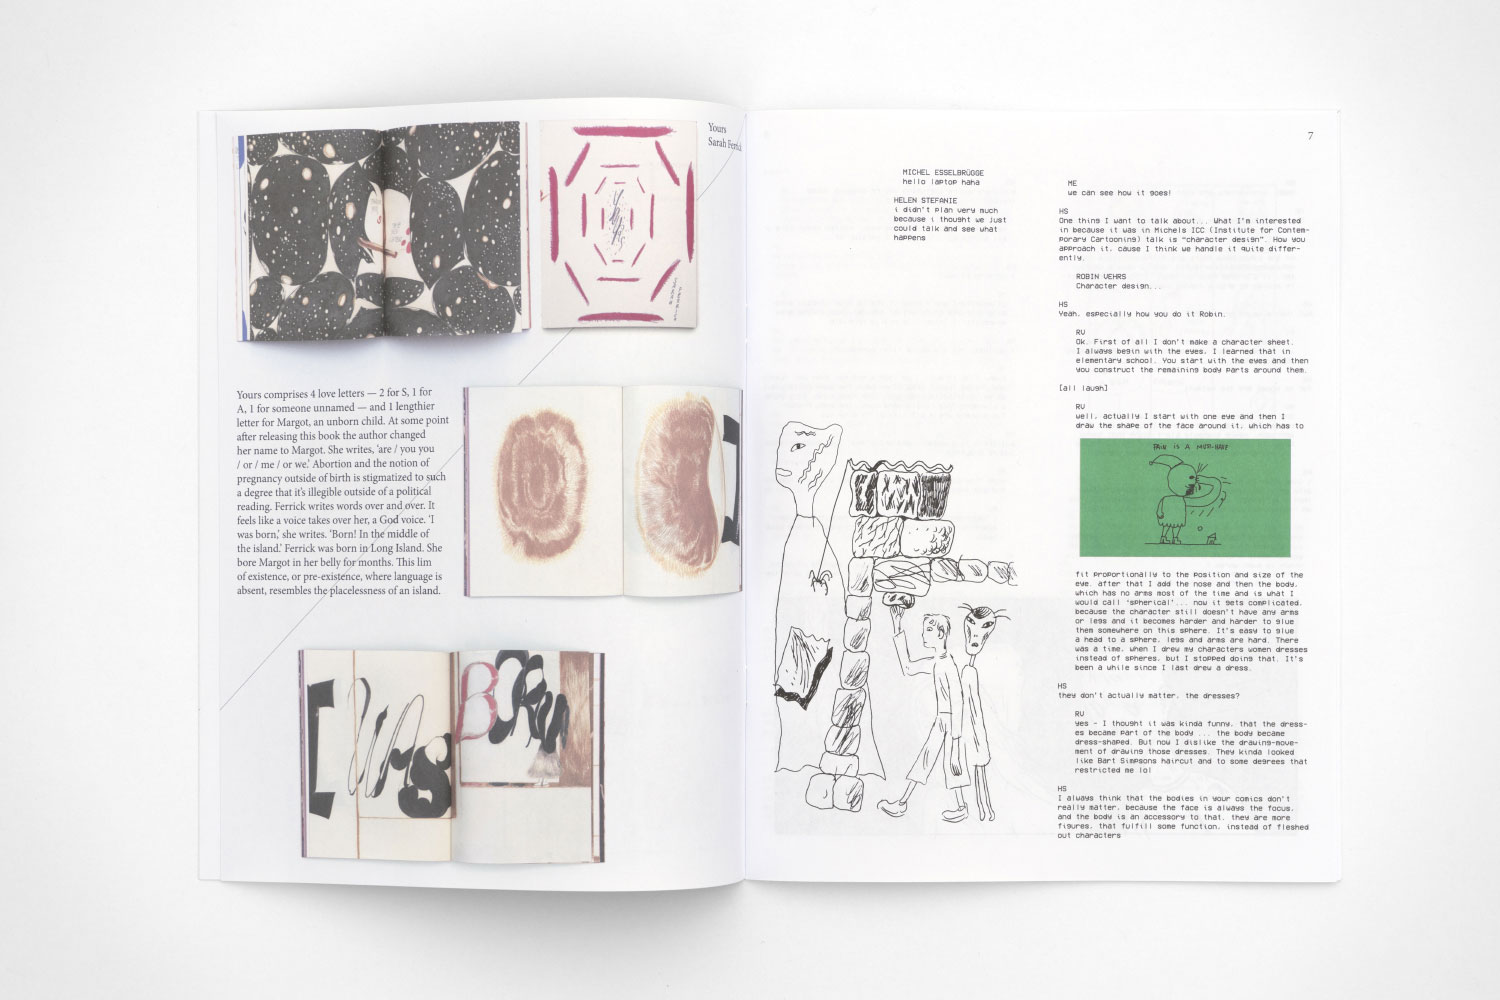 Yours
Sarah Ferrick
Yours comprises 4 love letters — 2 for S, 1 for
A, 1 for someone unnamed — and 1 lengthier
letter for Margot, an unborn child. At some point
after releasing this book the author changed
her name to Margot. She writes, 'are / you you
/ or / me / or we.' Abortion and the notion of
pregnancy outside of birth is stigmatized to such
a degree that it's illegible outside of a political
reading. Ferrick writes words over and over. It
feels like a voice takes over her, a God voice. 'I
was born,' she writes. 'Born! In the middle of
the island.' Ferrick was born in Long Island. She
bore Margot in her belly for months. This lim
of existence, or pre-existence, where language is
absent, resembles the placelessness of an island.
BORN
7
MICHEL ESSELBRÜGGE
hello laptop haha
HELEN STEFANIE
i didn't plan very much
because i thought we just
could talk and see what
happens
ME
we can see how it goes!
HS
One thing I want to talk about... What I'm interested
in because it was in Michels ICC (Institute for Contem-
porary Cartooning) talk is "character design". How you
approach it, cause I think we handle it quite differ-
ently.
ROBIN VEHRS
Character design...
HS
Yeah, especially how you do it Robin.
RV
Ok. First of all I don't make a character sheet.
I always begin with the eyes, I learned that in
elementary school. You start with the eyes and then
you construct the remaining body parts around them.
[all laugh]
RV
well, actually I start with one eye and then I
draw the shape of the face around it, which has to
PAIN IS A MUST-HAVE
fit proportionally to the position and size of the
eye. after that I add the nose and then the body,
which has no arms most of the time and is what I
would call 'spherical'... now it gets complicated,
because the character still doesn't have any arms
or legs and it becomes harder and harder to glue
them somewhere on this sphere. It's easy to glue
a head to a sphere, legs and arms are hard. There
was a time, when I drew my characters women dresses
instead of spheres, but I stopped doing that. It's
been a while since I last drew a dress.
HS
they don't actually matter, the dresses?
RV
yes - I thought it was kinda funny, that the dress-
es became part of the body ... the body became
dress-shaped. But now I dislike the drawing-move-
ment of drawing those dresses. They kinda looked
like Bart Simpsons haircut and to some degrees that
restricted me lol
HS
I always think that the bodies in your comics don't
really matter, because the face is always the focus,
and the body is an accessory to that. they are more
figures, that fulfill some function, instead of fleshed
out characters